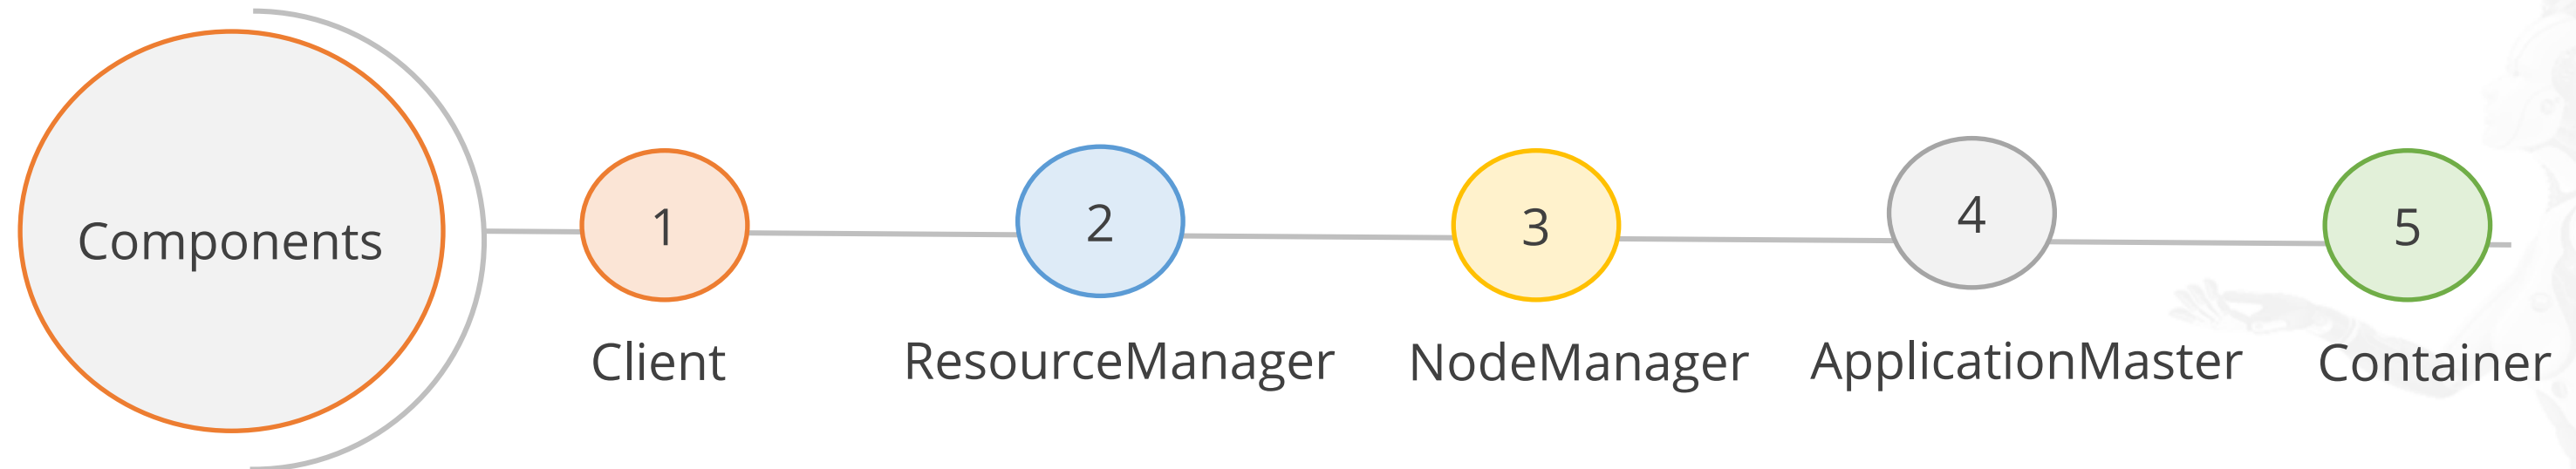 Components
1
2
3
4
5
Client
ResourceManager
NodeManager
ApplicationMaster
Container